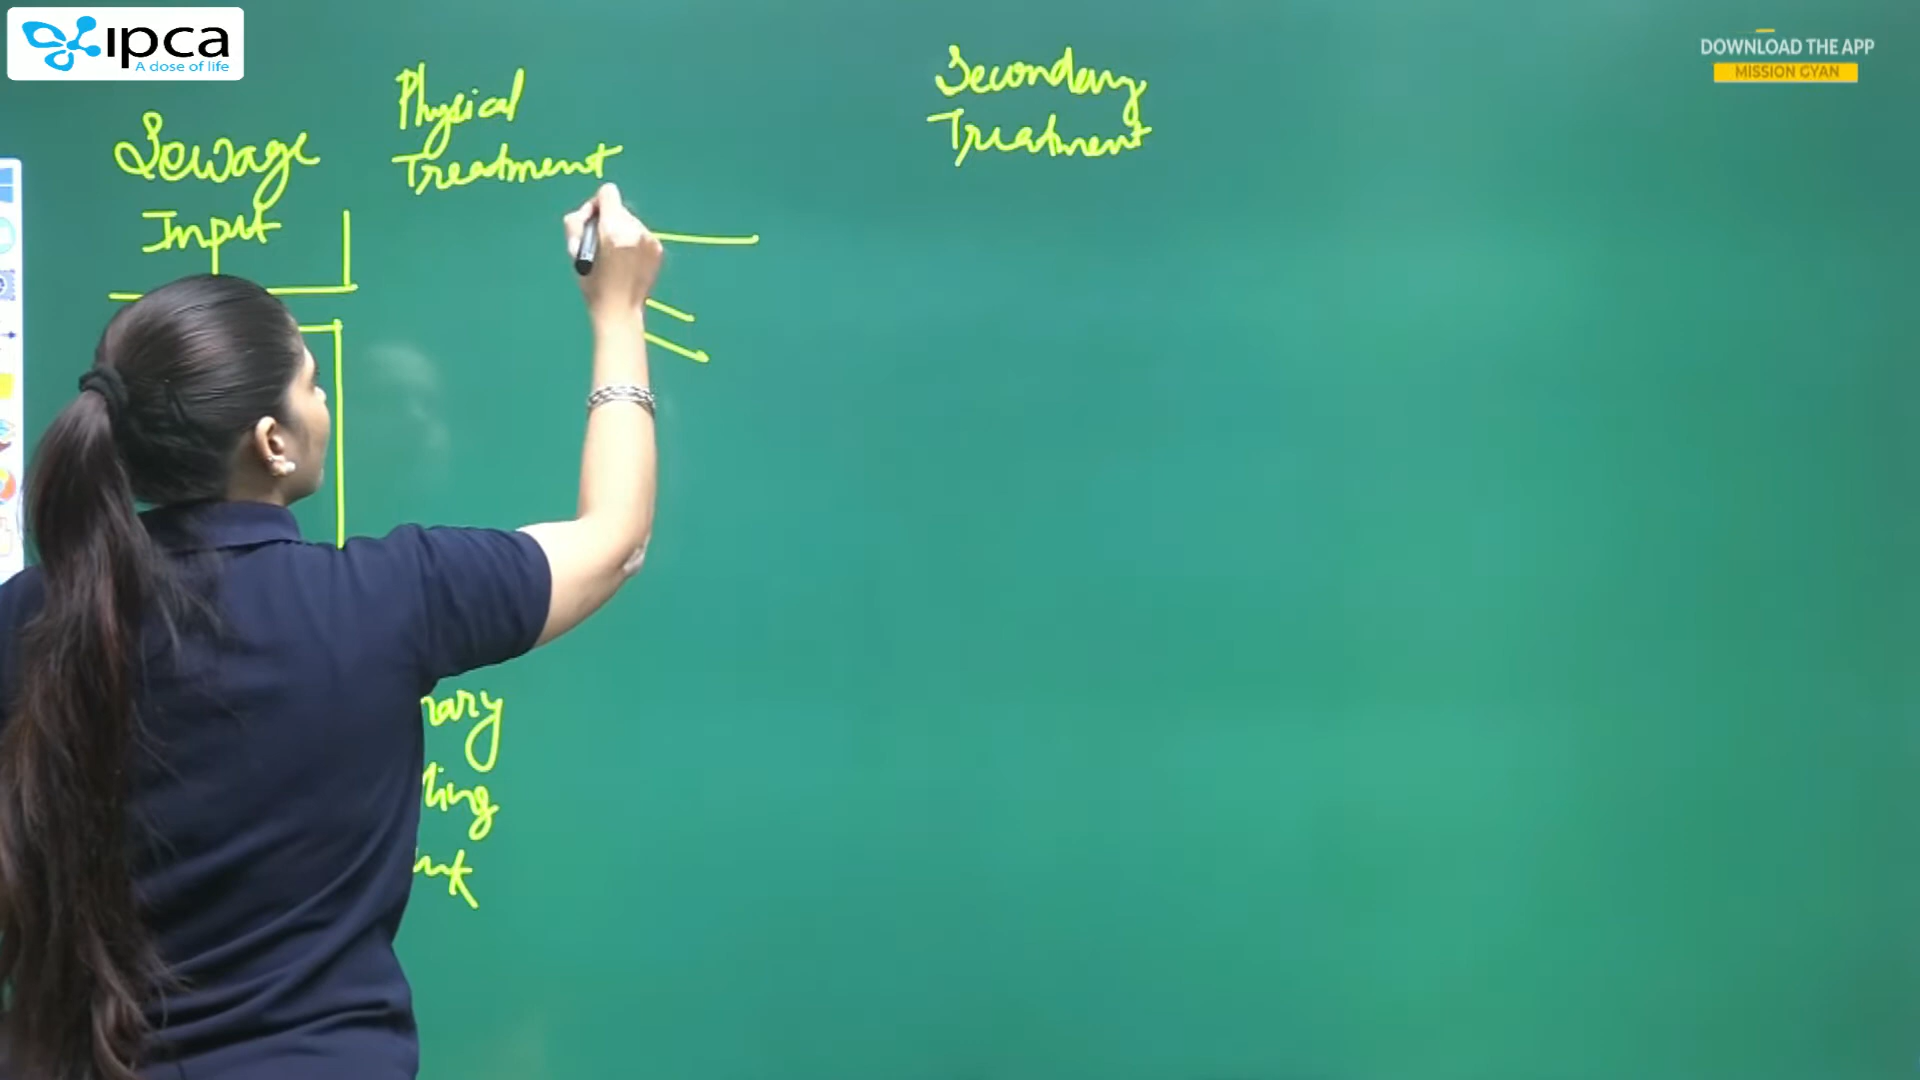 ipca
A dose of life
DOWNLOAD THE APP
MISSION GYAN
Sewage
Input
Physical
Treatment
Secondary
Treatment